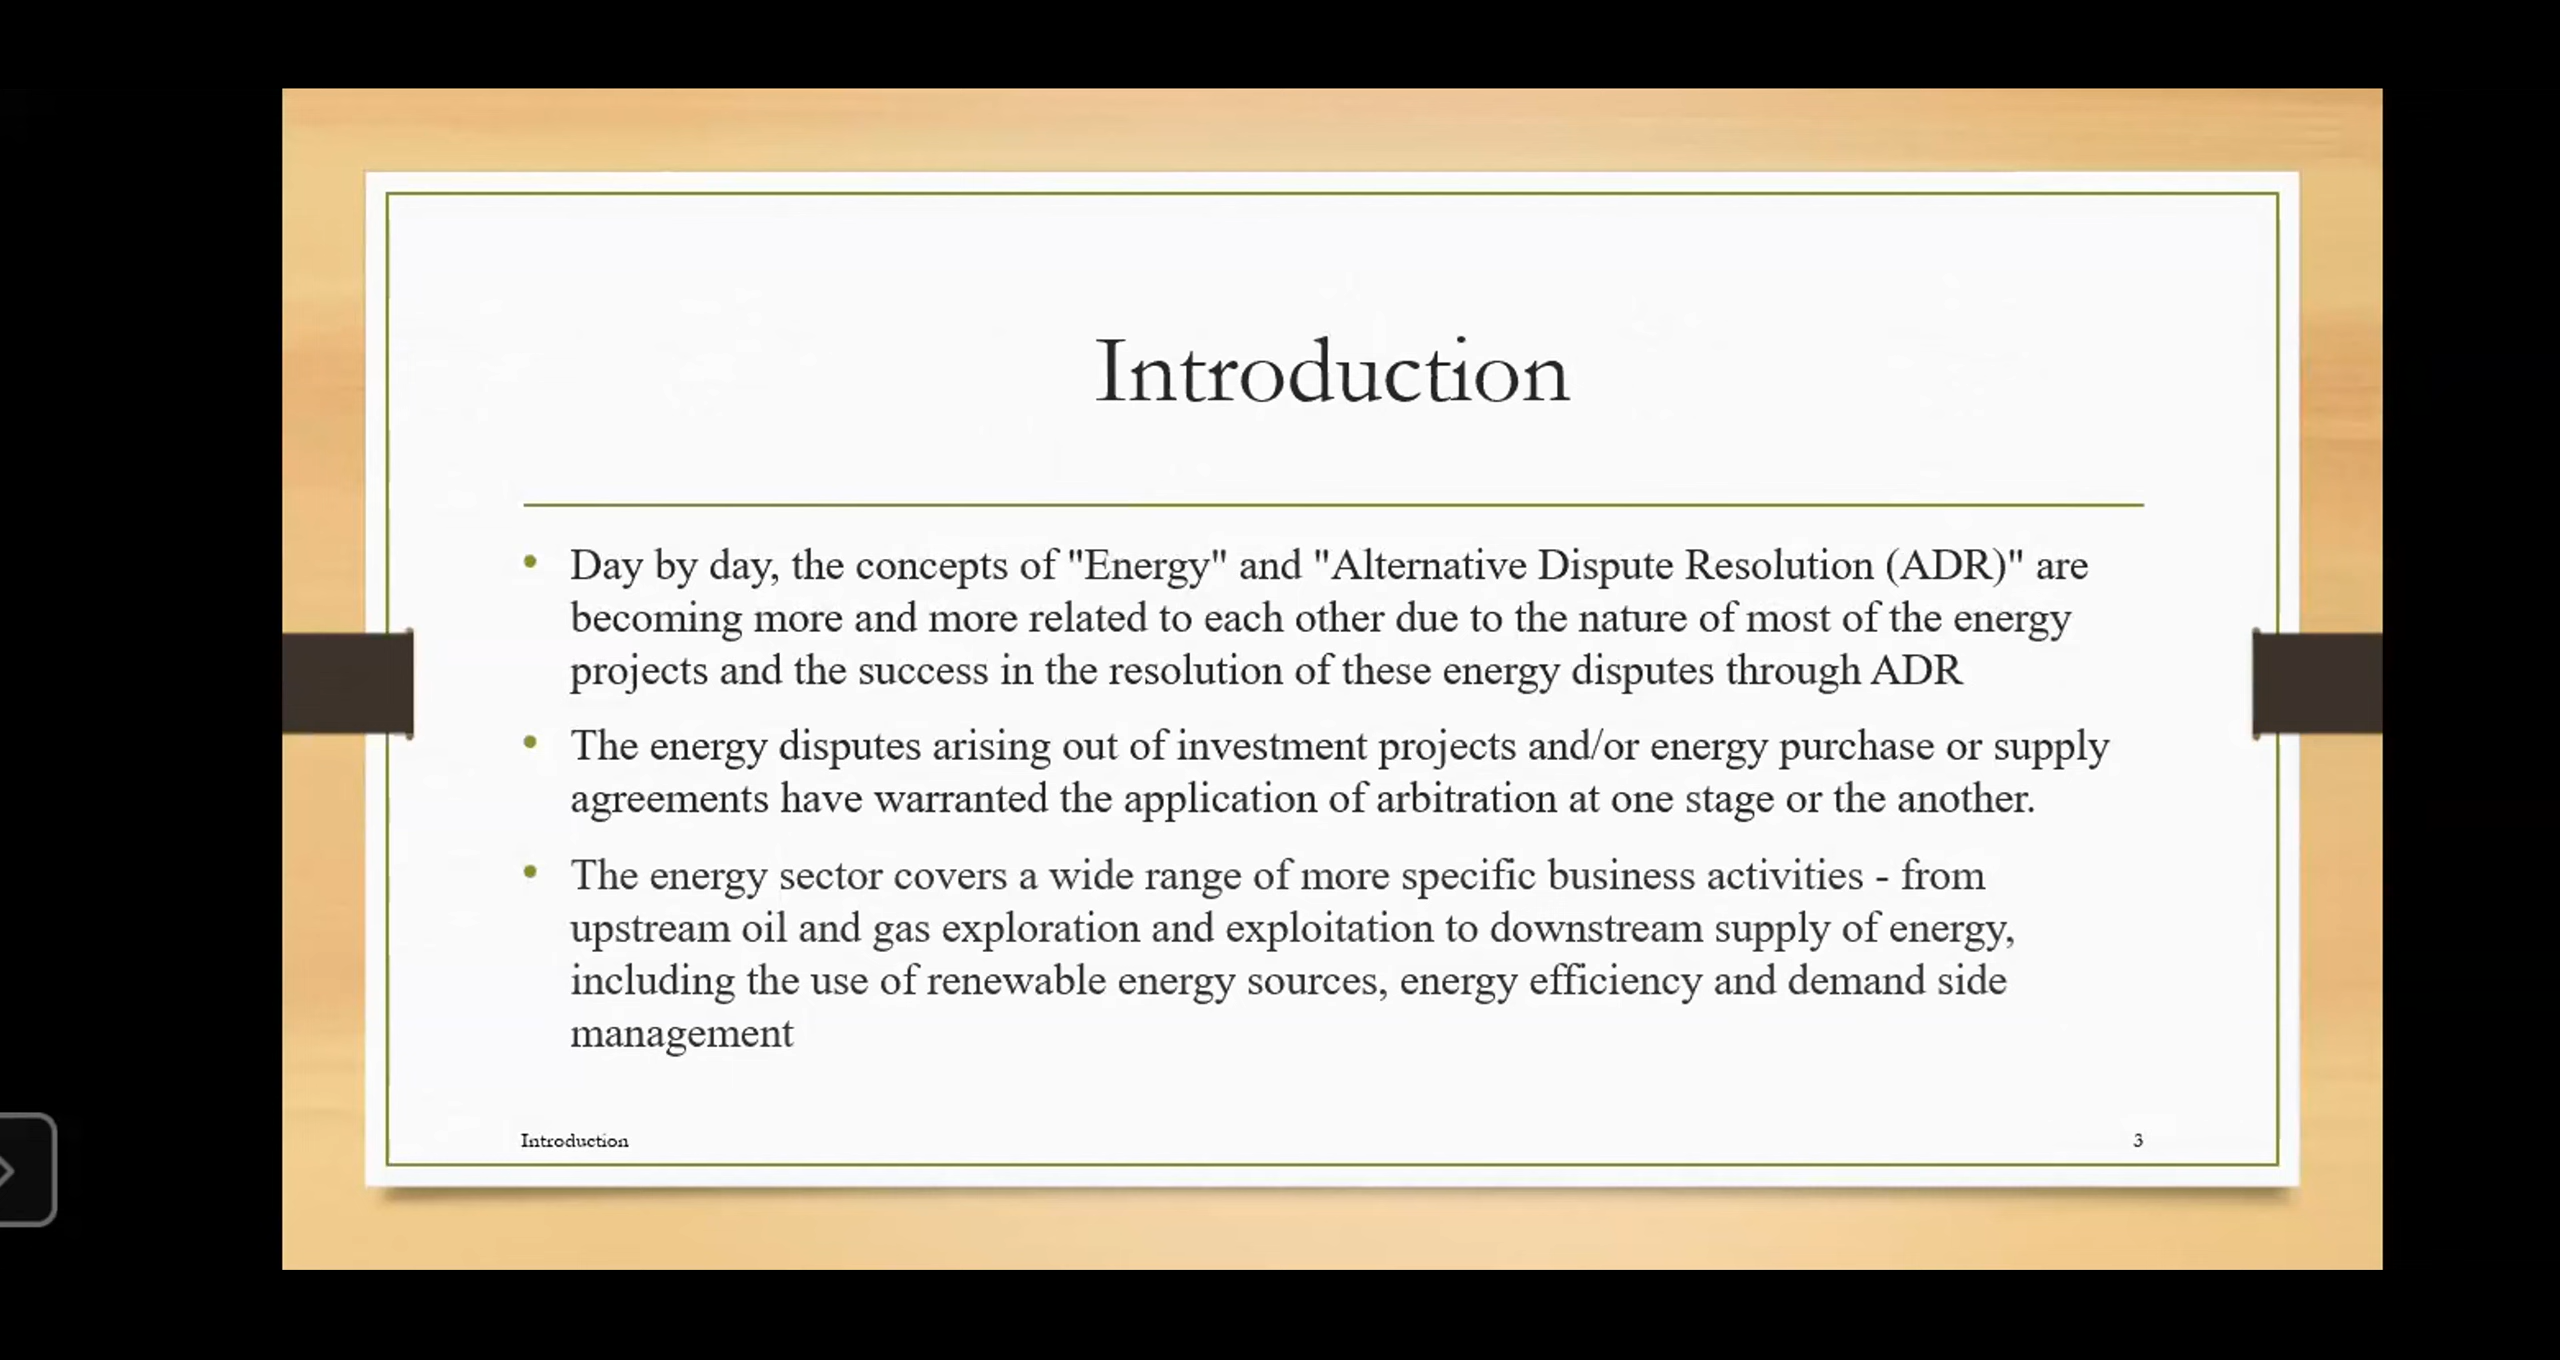 Introduction
• Day by day, the concepts of "Energy" and "Alternative Dispute Resolution (ADR)" are
becoming more and more related to each other due to the nature of most of the energy
projects and the success in the resolution of these energy disputes through ADR
• The energy disputes arising out of investment projects and/or energy purchase or supply
agreements have warranted the application of arbitration at one stage or the another.
• The energy sector covers a wide range of more specific business activities - from
upstream oil and gas exploration and exploitation to downstream supply of energy,
including the use of renewable energy sources, energy efficiency and demand side
management
Introduction
3